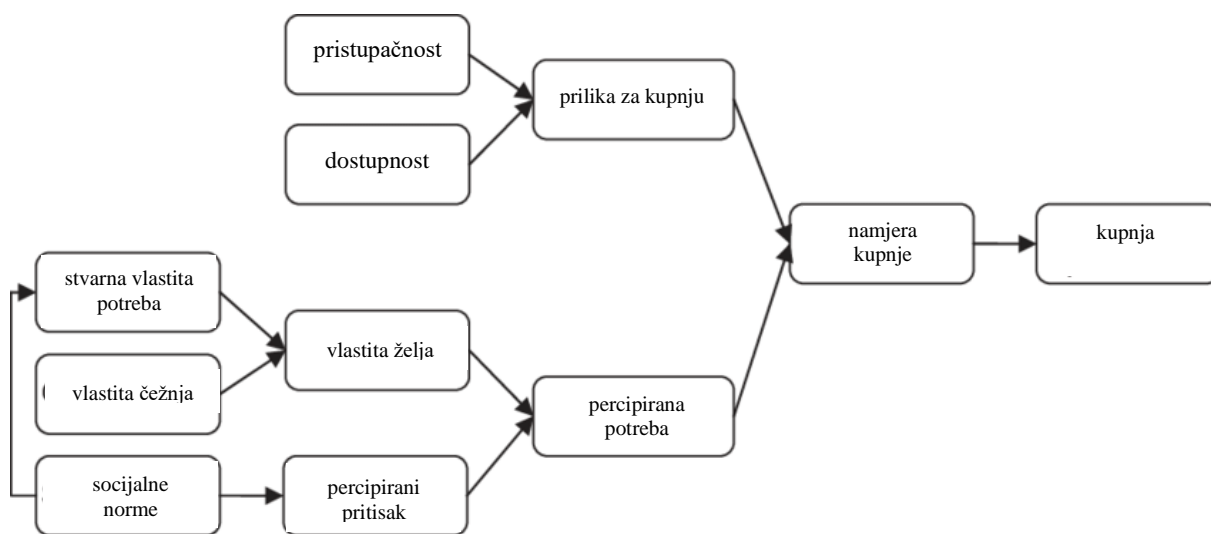 pristupačnost
prilika za kupnju
dostupnost
namjera
kupnje
kupnja
stvarna vlastita
potreba
vlastita želja
vlastita čežnja
percipirana
potreba
socijalne
norme
percipirani
pritisak